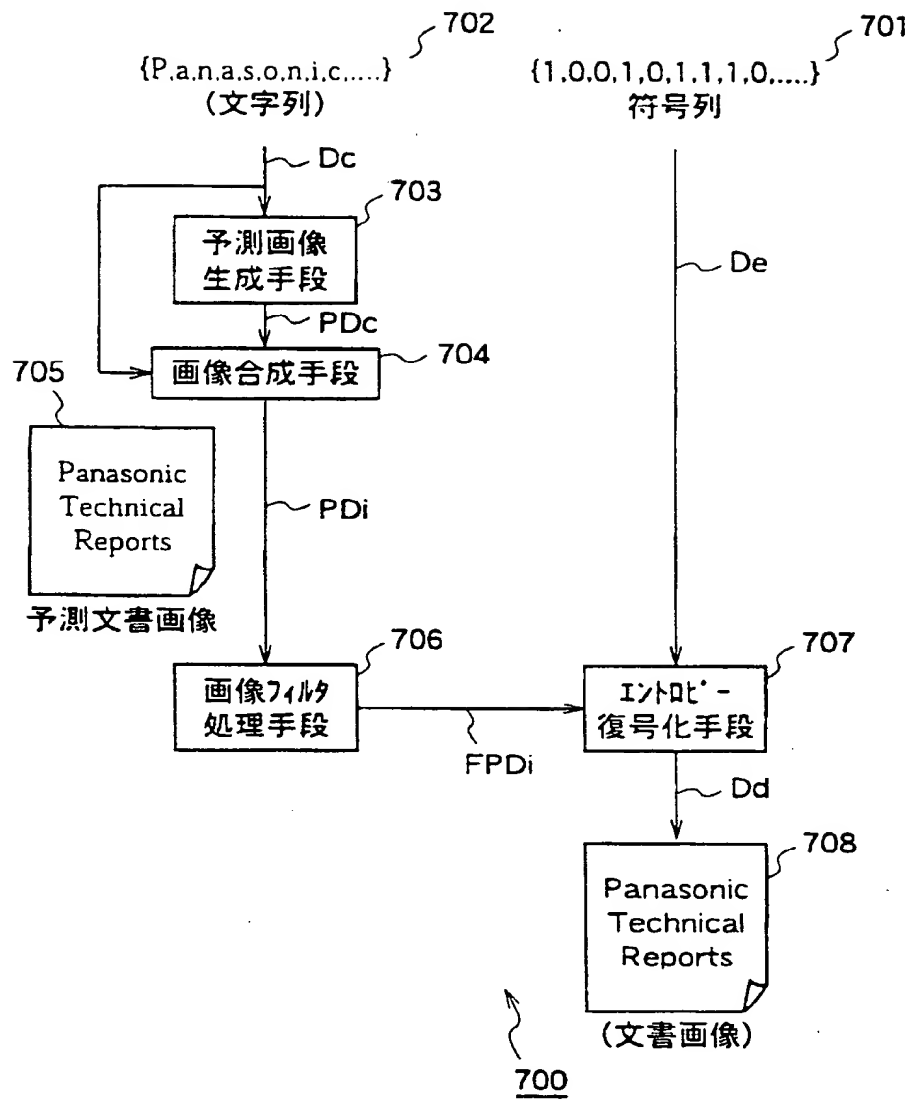 702
701
{P,a,n,a,s,o,n,i,c,....}
(文字列)
{1,0,0,1,0,1,1,1,0,.....}
符号列
Dc
703
予測画像
生成手段
De
PDc
704
画像合成手段
705
Panasonic
Technical
Reports
予測文書画像
PDi
706
画像フィルタ
処理手段
FPDi
707
エントロピー
復号化手段
Dd
708
Panasonic
Technical
Reports
(文書画像)
700